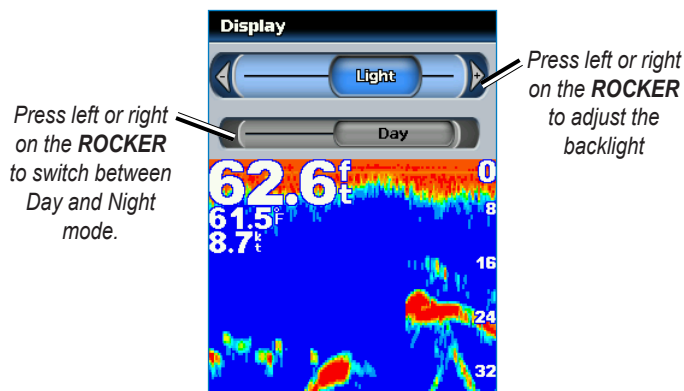 Display
Light
- +
Day
Press left or right
on the ROCKER
to adjust the
backlight
Press left or right
on the ROCKER
to switch between
Day and Night
mode.
62.6 ft
61.5°F
8.7kt
0
8
16
24
32